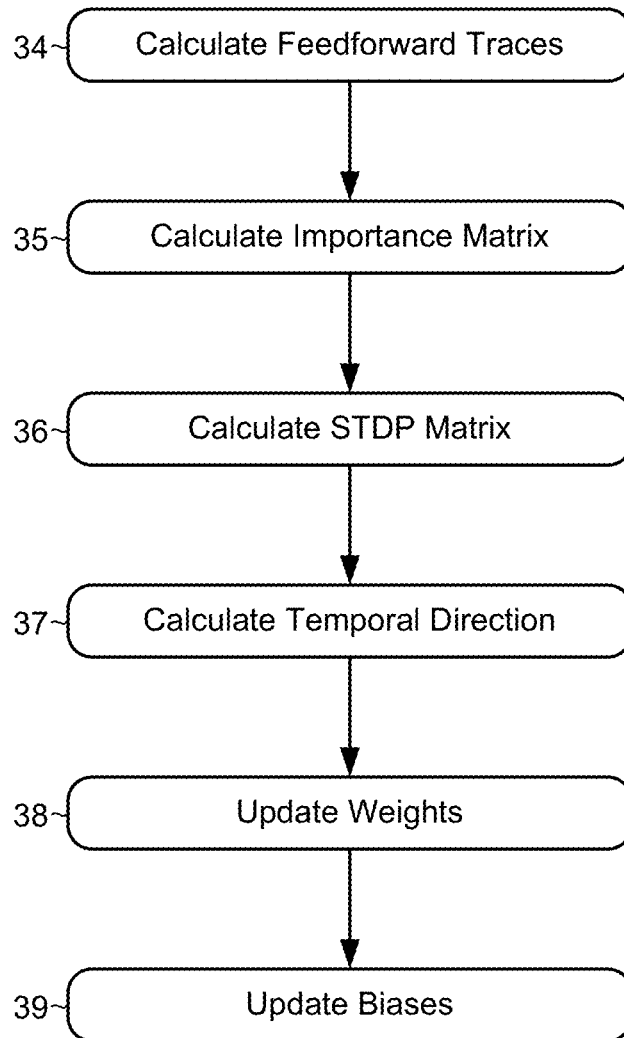 34~ Calculate Feedforward Traces
35~ Calculate Importance Matrix
36~ Calculate STDP Matrix
37~ Calculate Temporal Direction
38~ Update Weights
39~ Update Biases